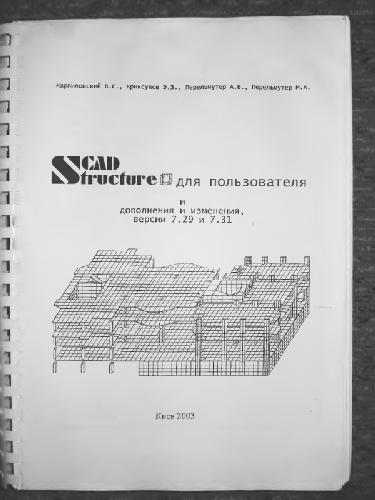 Карпиловский В.С., Криксунов Э.З., Перельмутер А.В., Перельмутер М.А.
SCAD
Structure для пользователя
и
дополнения и изменения,
версии 7.29 и 7.31
Киев 2003